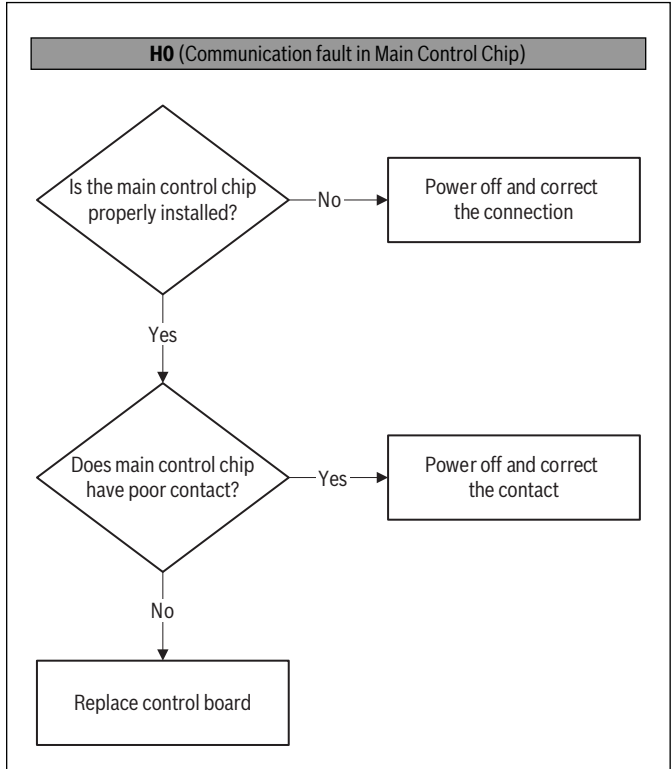 H0 (Communication fault in Main Control Chip)
Is the main control chip
properly installed?
No
Power off and correct
the connection
Yes
Does main control chip
have poor contact?
Yes
Power off and correct
the contact
No
Replace control board